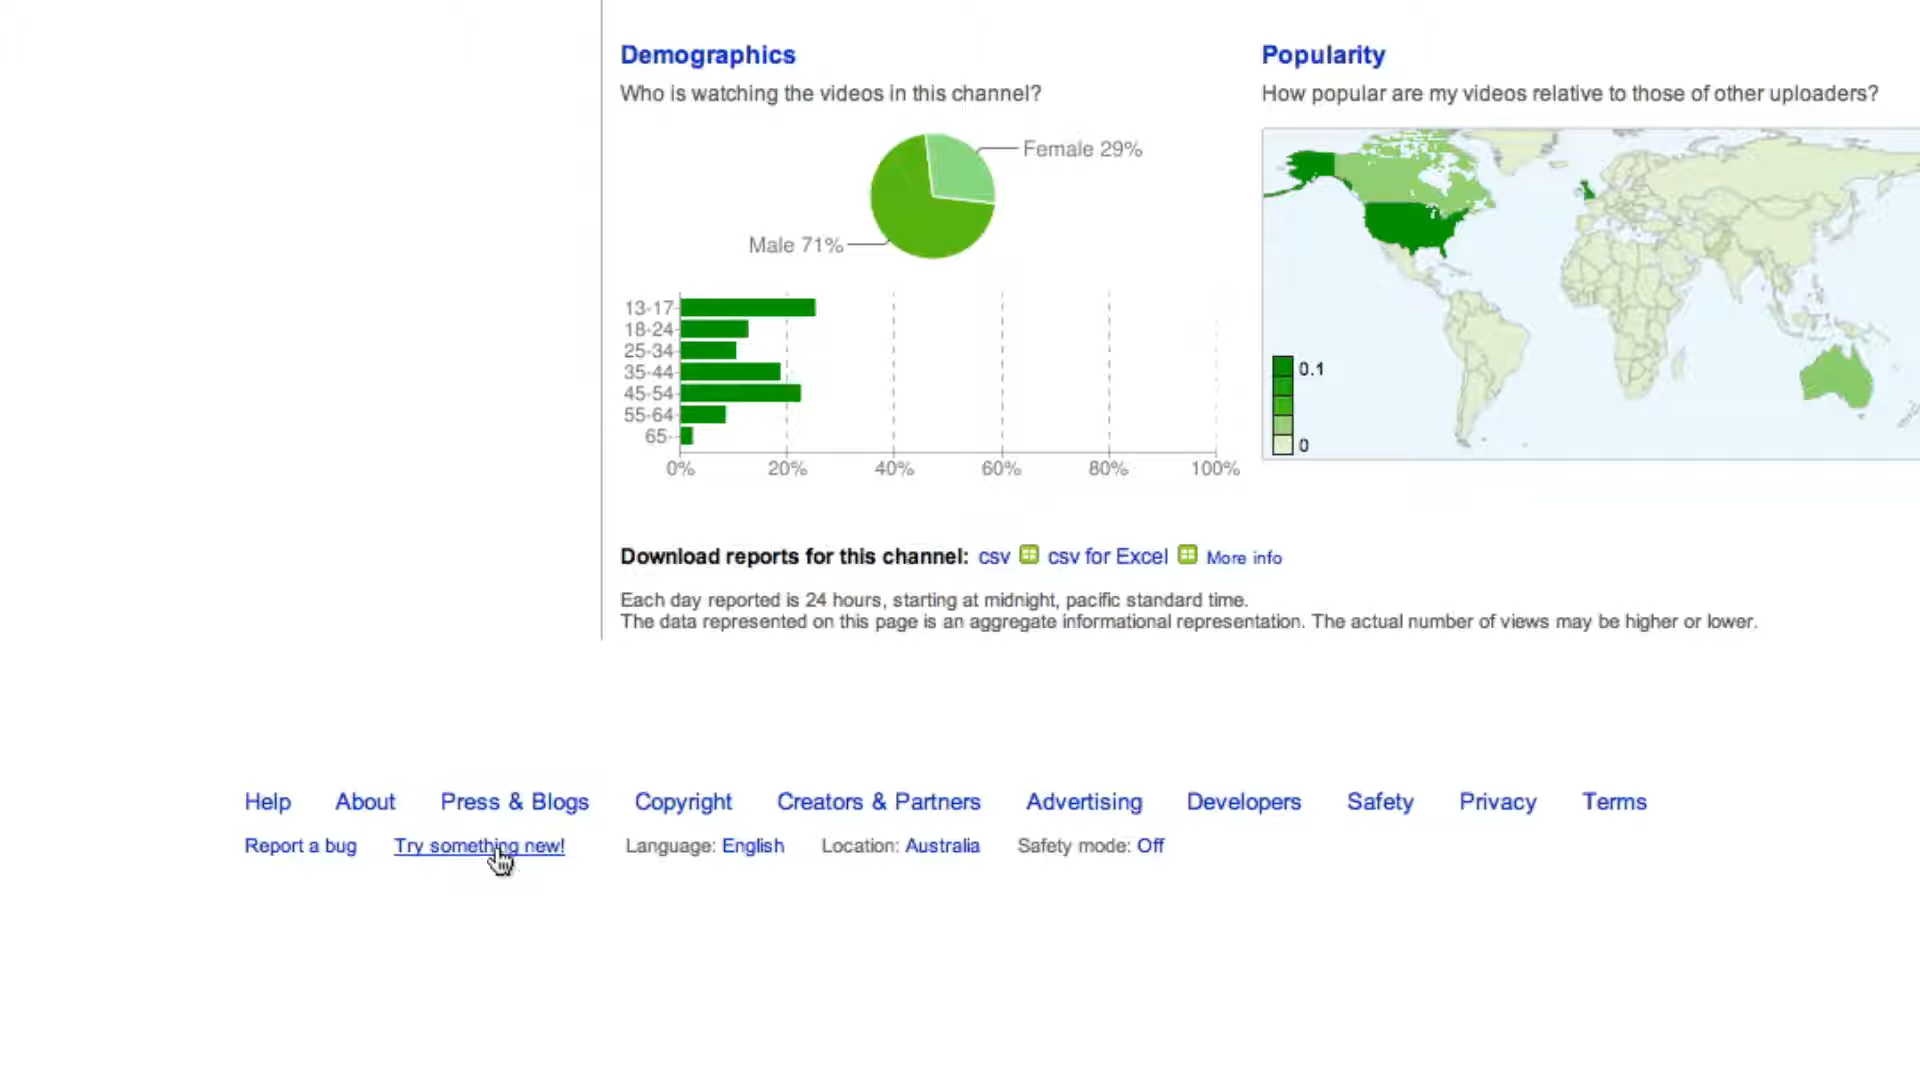 Demographics
Who is watching the videos in this channel?
Female 29%
Male 71%
13-17
18-24
25-34
35-44
45-54
55-64
65-
0% 20% 40% 60% 80% 100%
Popularity
How popular are my videos relative to those of other uploaders?
0.1
0
Download reports for this channel: csv csv for Excel More info
Each day reported is 24 hours, starting at midnight, pacific standard time.
The data represented on this page is an aggregate informational representation. The actual number of views may be higher or lower.
Help About Press & Blogs Copyright Creators & Partners Advertising Developers Safety Privacy Terms
Report a bug Try something new! Language: English Location: Australia Safety mode: Off